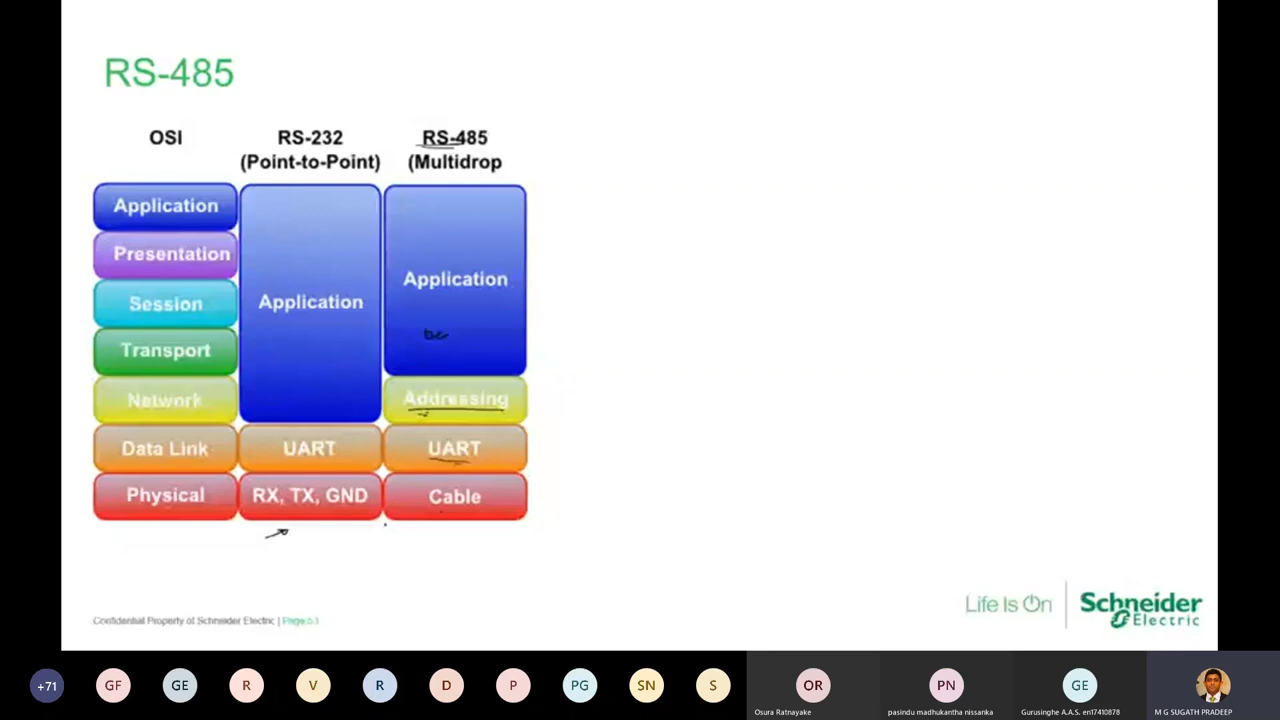 RS-485
OSI
RS-232
(Point-to-Point)
RS-485
(Multidrop
Application
Presentation
Session
Transport
Network
Data Link
Physical
Application
UART
RX, TX, GND
Application
Addressing
UART
Cable
Confidential Property of Schneider Electric |
Life Is On
Schneider
Electric
+71
GF
GE
R
V
R
D
P
PG
SN
S
OR
Osura Ratnayake
PN
pasindu madhukantha nissanka
GE
Gurusinghe A.A.S. en17410878
M G SUGATH PRADEEP